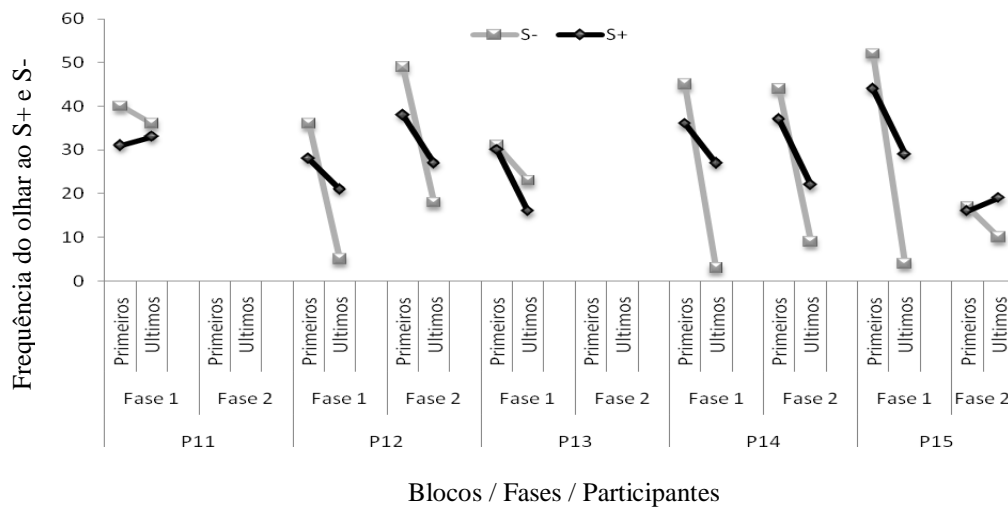 60
S- S+
50
40
30
20
10
0
Frequência do olhar ao S+ e S-
Primeiros Ultimos Primeiros Ultimos Primeiros Ultimos Primeiros Ultimos Primeiros Ultimos Primeiros Ultimos Primeiros Ultimos Primeiros Ultimos Primeiros Ultimos Primeiros Ultimos
Fase 1 Fase 2 Fase 1 Fase 2 Fase 1 Fase 2 Fase 1 Fase 2 Fase 1 Fase 2
P11 P12 P13 P14 P15
Blocos / Fases / Participantes